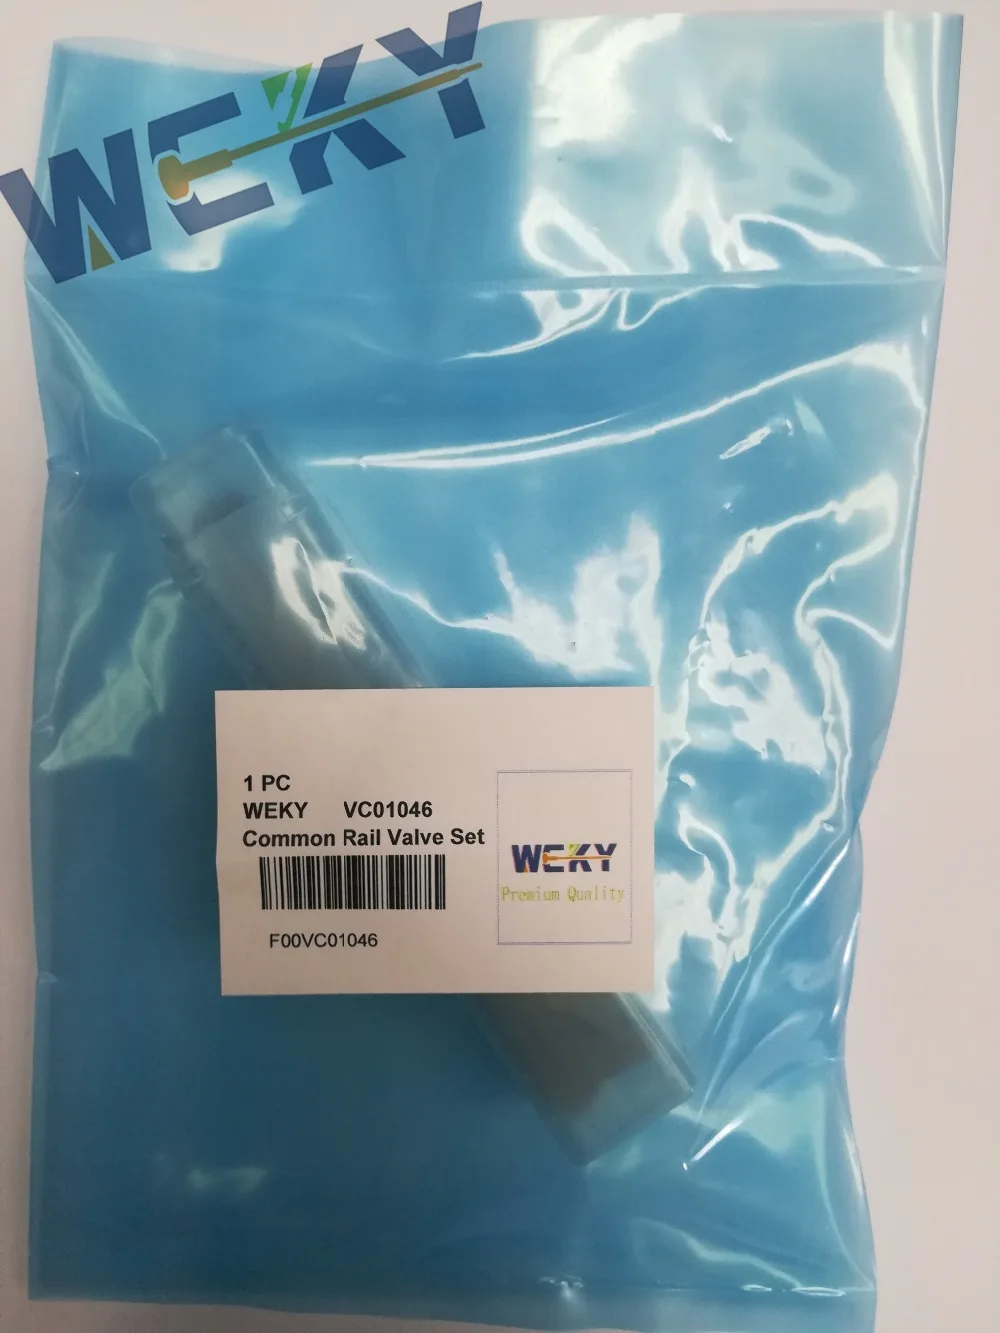 WEKY
1 PC
WEKY VC01046
Common Rail Valve Set
F00VC01046
WEKY
Premium Quality